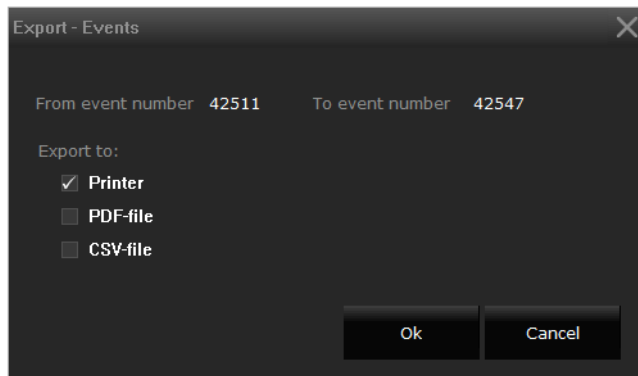 Export - Events
From event number 42511 To event number 42547
Export to:
Printer
PDF-file
CSV-file
Ok Cancel